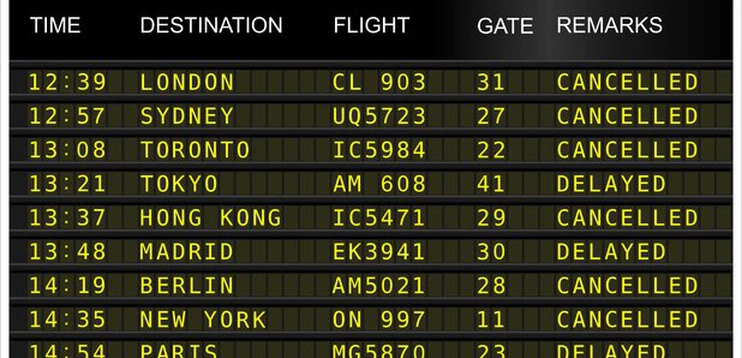 TIME DESTINATION FLIGHT GATE REMARKS
12:39 LONDON CL 903 31 CANCELLED
12:57 SYDNEY UQ5723 27 CANCELLED
13:08 TORONTO IC5984 22 CANCELLED
13:21 TOKYO AM 608 41 DELAYED
13:37 HONG KONG IC5471 29 CANCELLED
13:48 MADRID EK3941 30 DELAYED
14:19 BERLIN AM5021 28 CANCELLED
14:35 NEW YORK ON 997 11 CANCELLED
14:54 PARIS MG5870 23 DELAYED